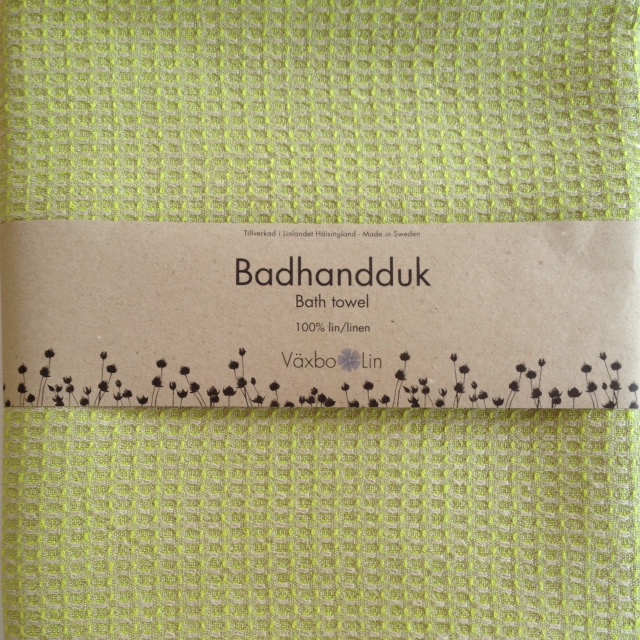 Tillverkad i Linlandet Hälsingland - Made in Sweden
Badhandduk
Bath towel
100% lin/linen
Växbo Lin